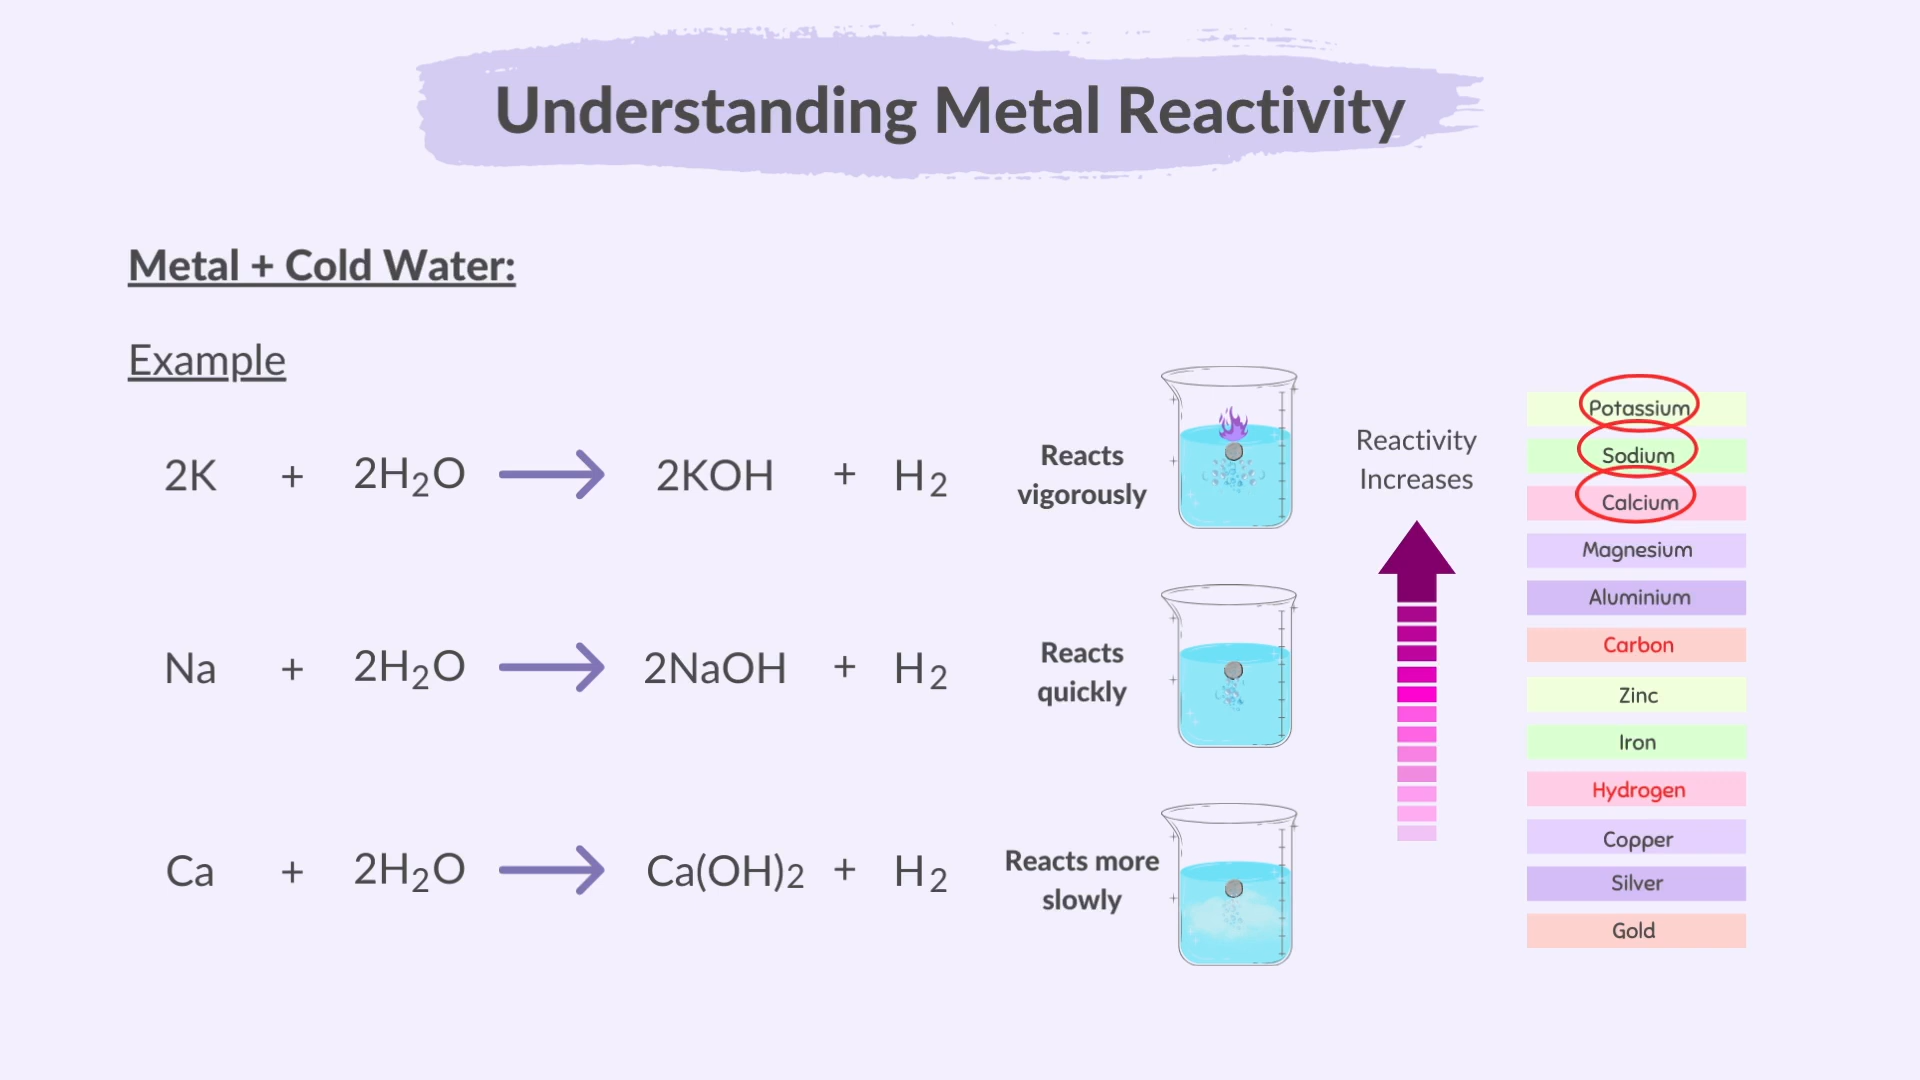 Understanding Metal Reactivity
Metal + Cold Water:
Example
2K + 2H₂O → 2KOH + H₂
Reacts
vigorously
Na + 2H₂O → 2NaOH + H₂
Reacts
quickly
Ca + 2H₂O → Ca(OH)₂ + H₂
Reacts more
slowly
Reactivity
Increases
Potassium
Sodium
Calcium
Magnesium
Aluminium
Carbon
Zinc
Iron
Hydrogen
Copper
Silver
Gold